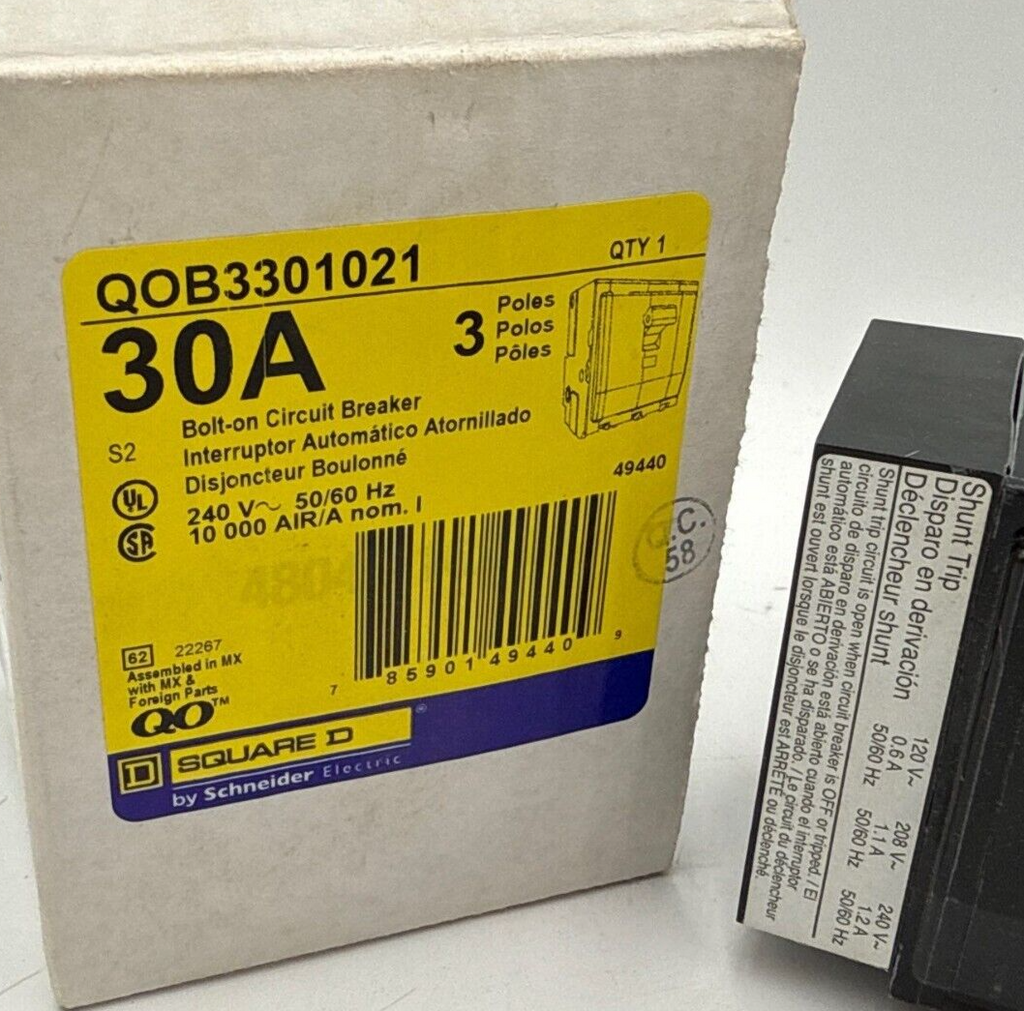 QOB3301021
QTY 1
30A
3 Poles
Polos
Pôles
Bolt-on Circuit Breaker
Interruptor Automático Atornillado
Disjoncteur Boulonné
S2
240 V~ 50/60 Hz
10 000 AIR/A nom. I
49440
UL
SA
Q.C.
58
62 22267
Assembled in MX
with MX &
Foreign Parts
QO™
7 85901 49440 9
D SQUARE D ®
by Schneider Electric
Shunt Trip
Disparo en derivación
Déclencheur shunt
120 V~ 208 V~ 240 V~
0.6 A 1.1 A 1.2 A
50/60 Hz 50/60 Hz 50/60 Hz
Shunt trip circuit is open when circuit breaker is OFF or tripped. / El
circuito de disparo en derivación está abierto cuando el interruptor
automático está ABIERTO o se ha disparado. / Le circuit du déclencheur
shunt est ouvert lorsque le disjoncteur est ARRÊTÉ ou déclenché.